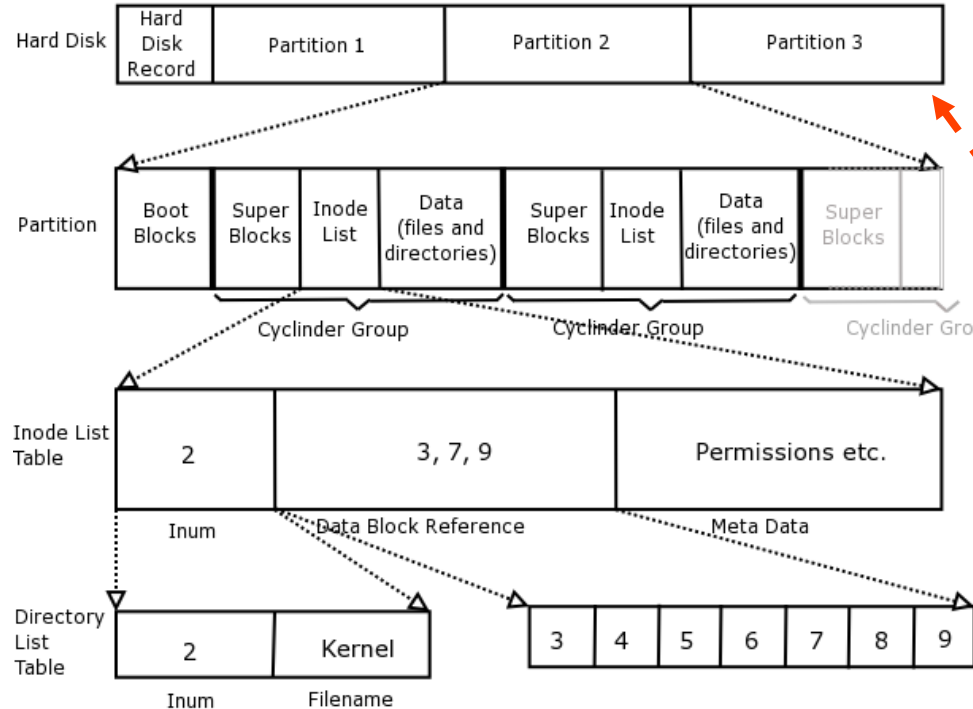 Hard Disk
Hard
Disk
Record
Partition 1
Partition 2
Partition 3
Partition
Boot
Blocks
Super
Blocks
Inode
List
Data
(files and
directories)
Super
Blocks
Inode
List
Data
(files and
directories)
Super
Blocks
Cyclinder Group
Cyclinder Group
Cyclinder Gro
Inode List
Table
2
3, 7, 9
Permissions etc.
Inum
Data Block Reference
Meta Data
Directory
List
Table
2
Kernel
3
4
5
6
7
8
9
Inum
Filename